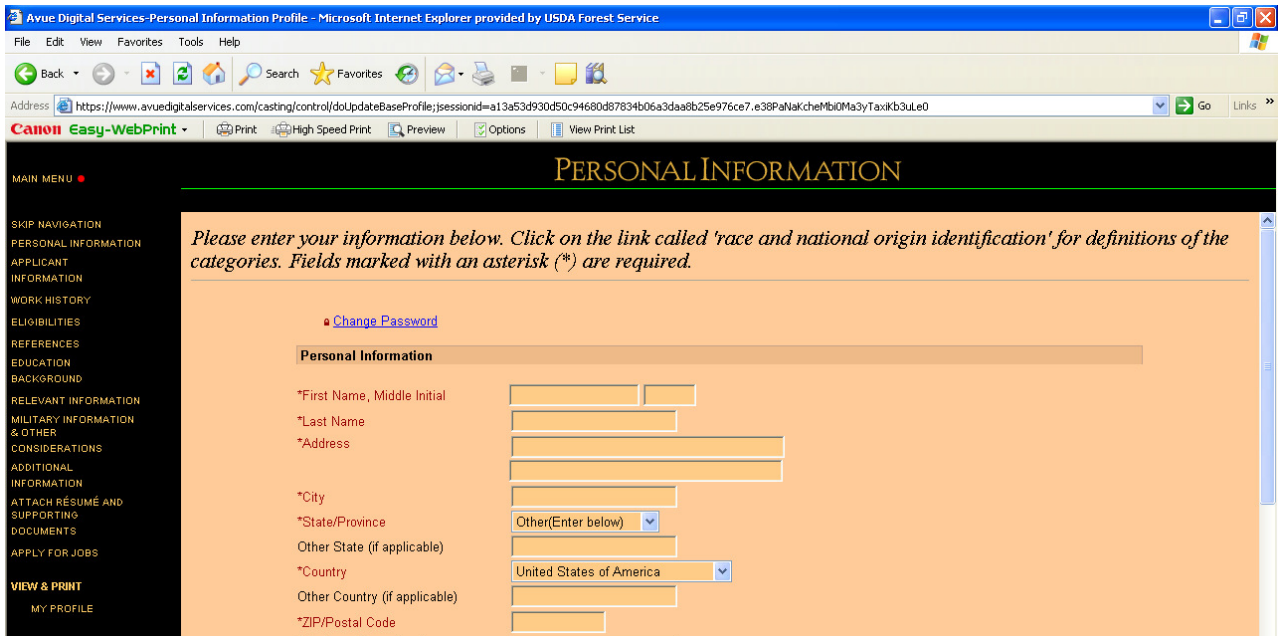 Avue Digital Services-Personal Information Profile - Microsoft Internet Explorer provided by USDA Forest Service
File Edit View Favorites Tools Help
Back Search Favorites
Address https://www.avuedigitalservices.com/casting/control/doUpdateBaseProfile;jsessionid=a13a53d930d50c94680d87834b06a3daa8b25e976ce7.e38PaNaKcheMbi0Ma3yTaxiKb3uLe0 Go Links »
Canon Easy-WebPrint Print High Speed Print Preview Options View Print List
PERSONAL INFORMATION
MAIN MENU
SKIP NAVIGATION
PERSONAL INFORMATION
APPLICANT
INFORMATION
WORK HISTORY
ELIGIBILITIES
REFERENCES
EDUCATION
BACKGROUND
RELEVANT INFORMATION
MILITARY INFORMATION
& OTHER
CONSIDERATIONS
ADDITIONAL
INFORMATION
ATTACH RÉSUMÉ AND
SUPPORTING
DOCUMENTS
APPLY FOR JOBS
VIEW & PRINT
MY PROFILE
Please enter your information below. Click on the link called 'race and national origin identification' for definitions of the
categories. Fields marked with an asterisk (*) are required.
Change Password
Personal Information
*First Name, Middle Initial
*Last Name
*Address
*City
*State/Province Other(Enter below)
Other State (if applicable)
*Country United States of America
Other Country (if applicable)
*ZIP/Postal Code